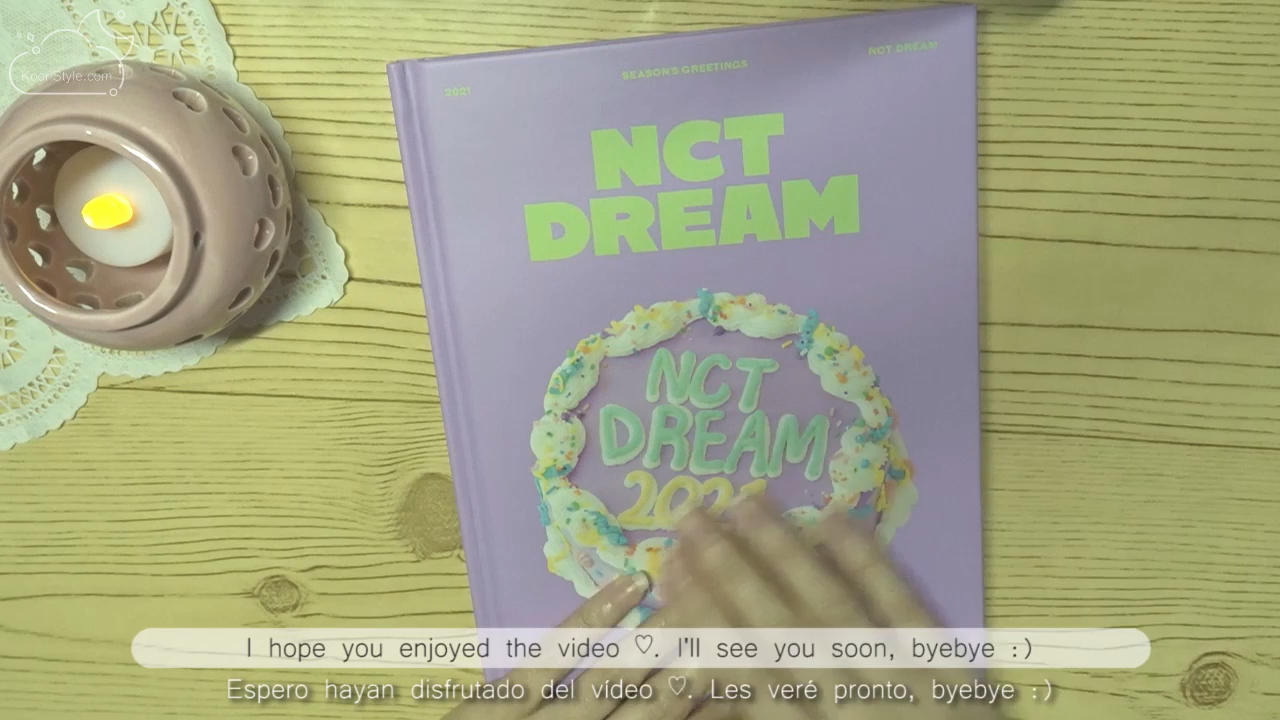 KoonStyle.com
2021
SEASON'S GREETINGS
NCT DREAM
NCT
DREAM
NCT
DREAM
2021
I hope you enjoyed the video ♡. I'll see you soon, byebye :)
Espero hayan disfrutado del vídeo ♡. Les veré pronto, byebye :)